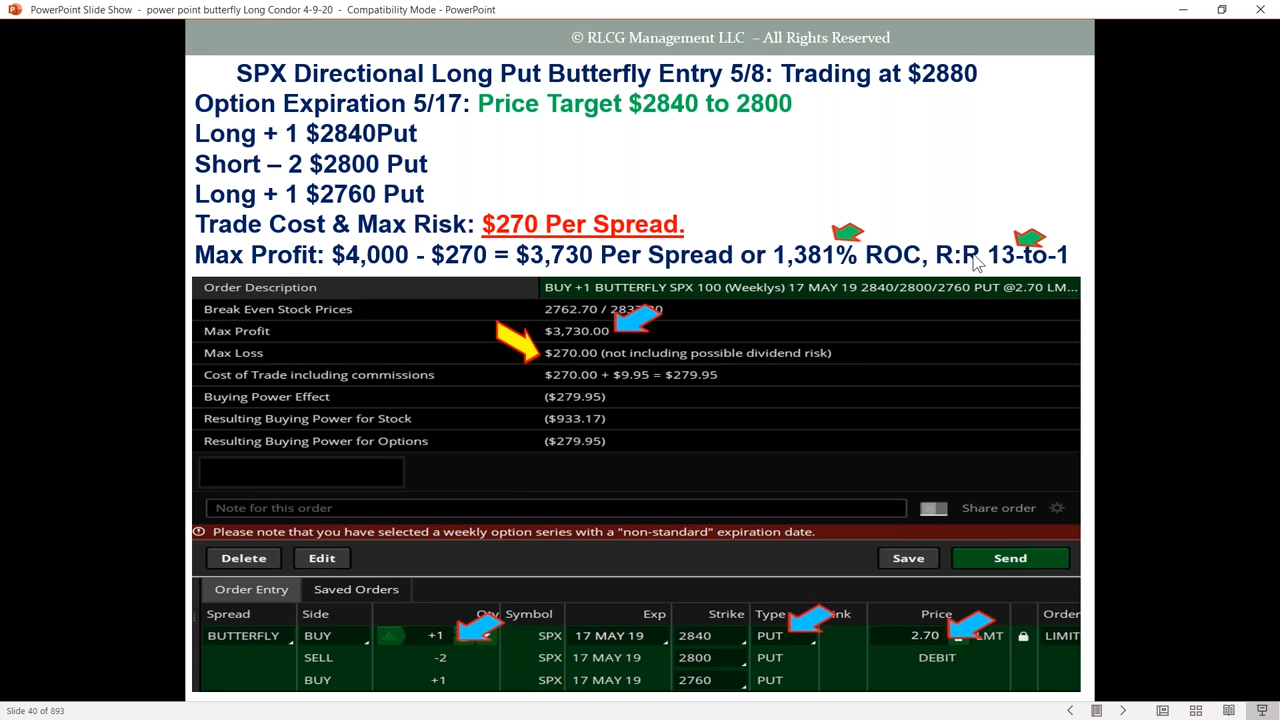 PowerPoint Slide Show - power point butterfly Long Condor 4-9-20 - Compatibility Mode - PowerPoint
© RLCG Management LLC – All Rights Reserved
SPX Directional Long Put Butterfly Entry 5/8: Trading at $2880
Option Expiration 5/17: Price Target $2840 to 2800
Long + 1 $2840Put
Short – 2 $2800 Put
Long + 1 $2760 Put
Trade Cost & Max Risk: $270 Per Spread.
Max Profit: $4,000 - $270 = $3,730 Per Spread or 1,381% ROC, R:R 13-to-1
Order Description BUY +1 BUTTERFLY SPX 100 (Weeklys) 17 MAY 19 2840/2800/2760 PUT @2.70 LM...
Break Even Stock Prices 2762.70 /
Max Profit $3,730.00
Max Loss $270.00 (not including possible dividend risk)
Cost of Trade including commissions $270.00 + $9.95 = $279.95
Buying Power Effect ($279.95)
Resulting Buying Power for Stock ($933.17)
Resulting Buying Power for Options ($279.95)
Note for this order Share order
Please note that you have selected a weekly option series with a "non-standard" expiration date.
Delete Edit Save Send
Order Entry Saved Orders
Spread Side Qty Symbol Exp Strike Type Price Order
BUTTERFLY BUY +1 SPX 17 MAY 19 2840 PUT 2.70 LMT LIMIT
SELL -2 SPX 17 MAY 19 2800 PUT DEBIT
BUY +1 SPX 17 MAY 19 2760 PUT
Slide 40 of 893